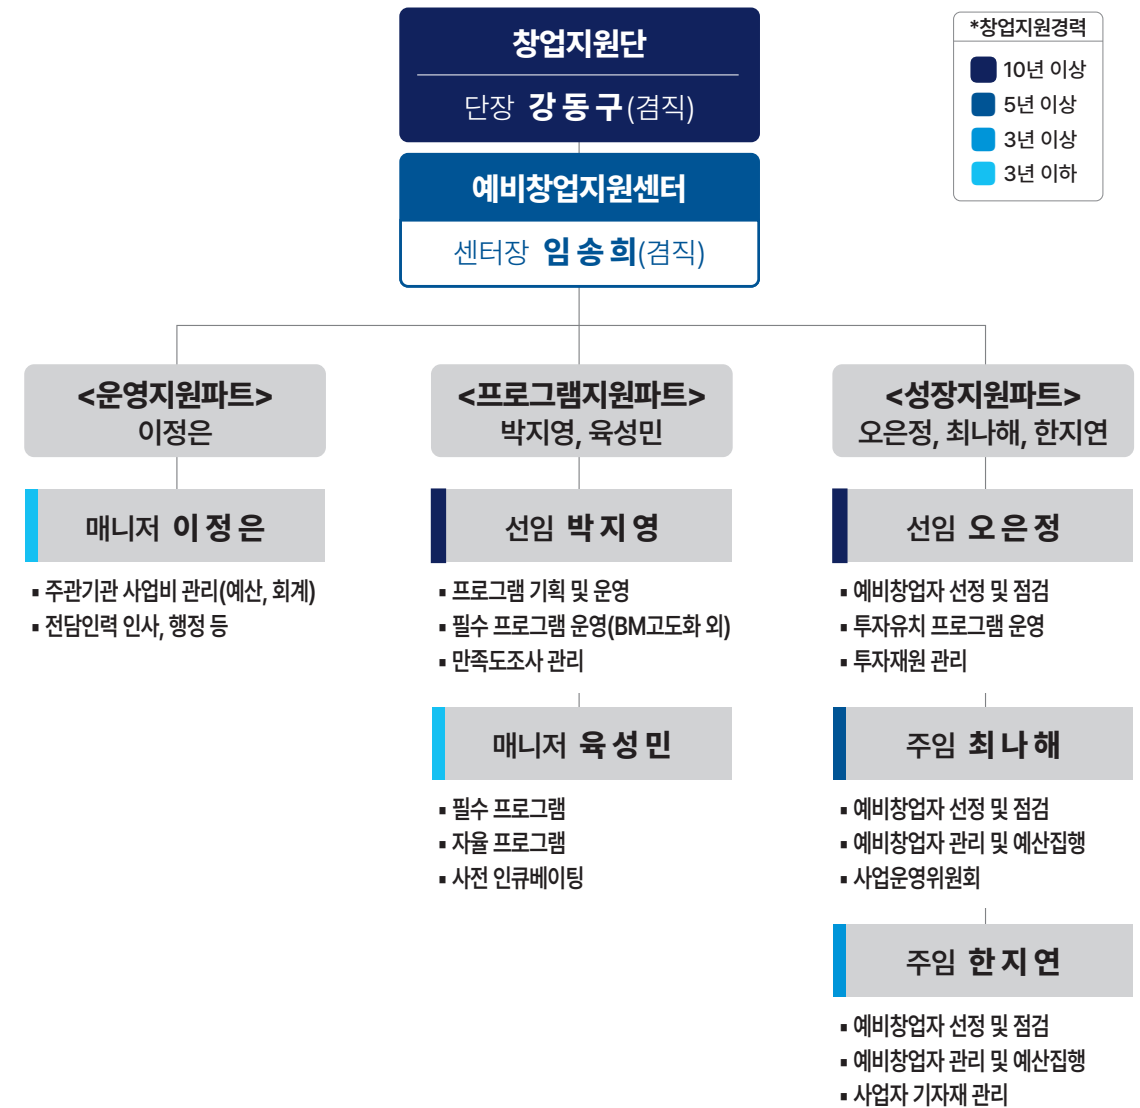 창업지원단
단장 강동구(겸직)
*창업지원경력
10년 이상
5년 이상
3년 이상
3년 이하
예비창업지원센터
센터장 임송희(겸직)
<운영지원파트>
이정은
매니저 이정은
▪ 주관기관 사업비 관리(예산, 회계)
▪ 전담인력 인사, 행정 등
<프로그램지원파트>
박지영, 육성민
선임 박지영
▪ 프로그램 기획 및 운영
▪ 필수 프로그램 운영(BM고도화 외)
▪ 만족도조사 관리
매니저 육성민
▪ 필수 프로그램
▪ 자율 프로그램
▪ 사전 인큐베이팅
<성장지원파트>
오은정, 최나해, 한지연
선임 오은정
▪ 예비창업자 선정 및 점검
▪ 투자유치 프로그램 운영
▪ 투자재원 관리
주임 최나해
▪ 예비창업자 선정 및 점검
▪ 예비창업자 관리 및 예산집행
▪ 사업운영위원회
주임 한지연
▪ 예비창업자 선정 및 점검
▪ 예비창업자 관리 및 예산집행
▪ 사업자 기자재 관리